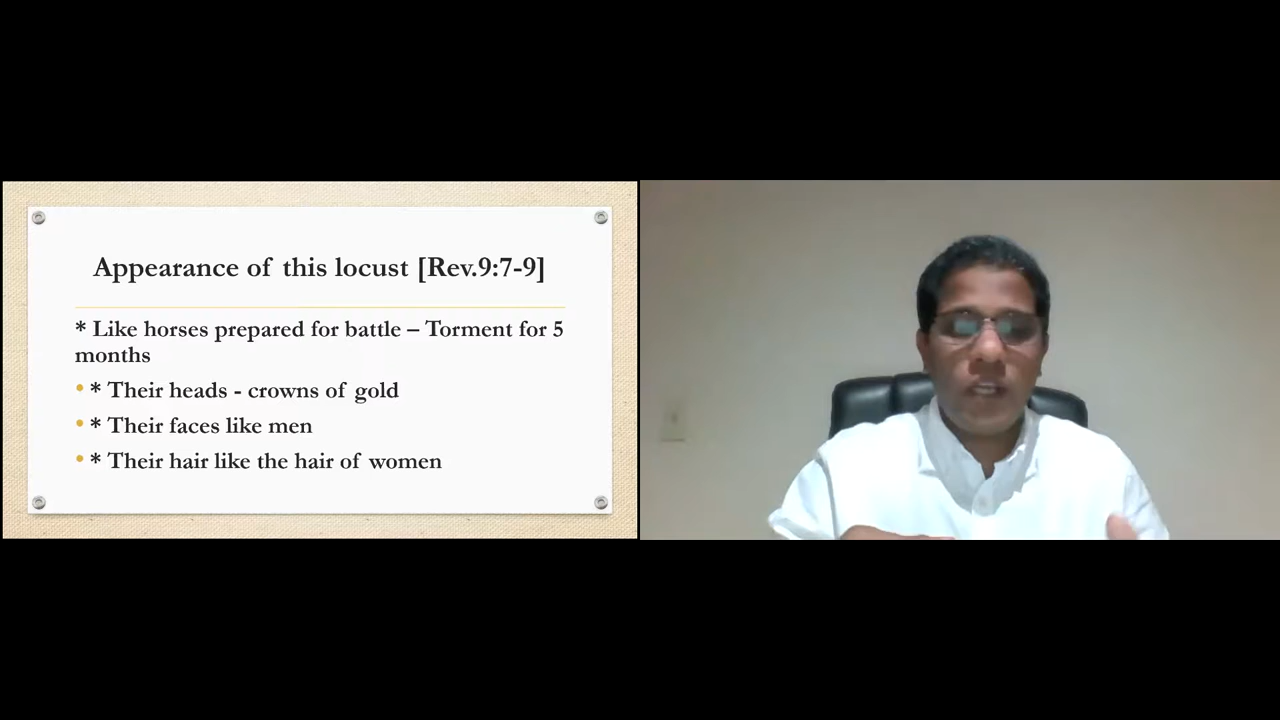 Appearance of this locust [Rev.9:7-9]
* Like horses prepared for battle – Torment for 5
months
• * Their heads - crowns of gold
• * Their faces like men
• * Their hair like the hair of women